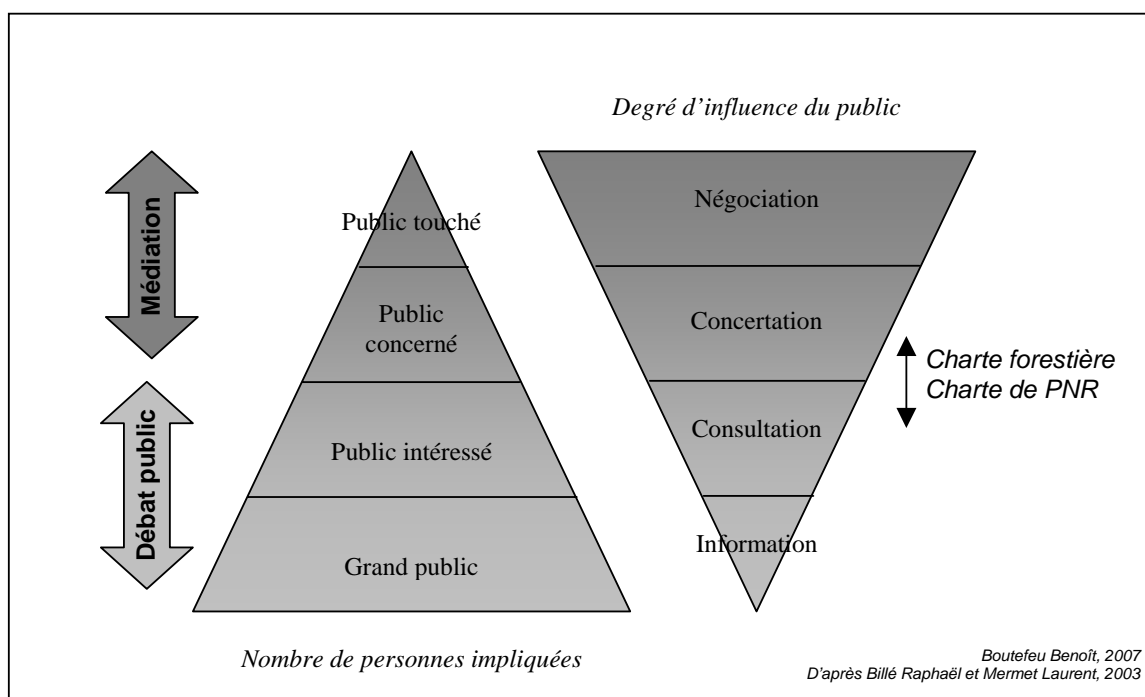 Degré d'influence du public
Médiation
Débat public
Public touché
Public
concerné
Public intéressé
Grand public
Négociation
Concertation
Consultation
Information
Charte forestière
Charte de PNR
Nombre de personnes impliquées
Boutefeu Benoît, 2007
D'après Billé Raphaël et Mermet Laurent, 2003